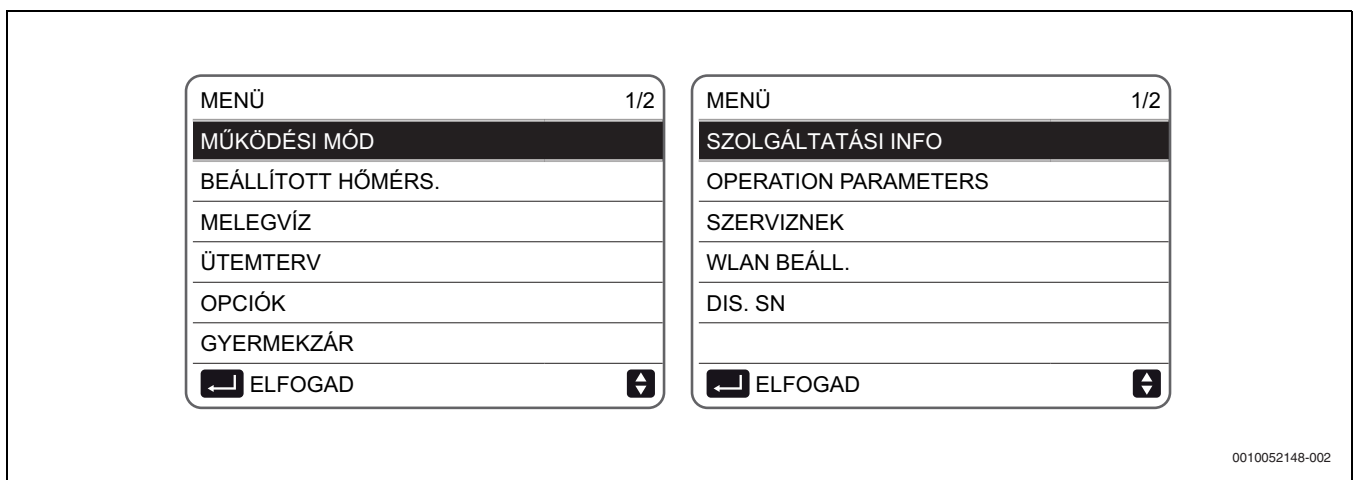 MENÜ 1/2
MŰKÖDÉSI MÓD
BEÁLLÍTOTT HŐMÉRS.
MELEGVÍZ
ÜTEMTERV
OPCIÓK
GYERMEKZÁR
ELFOGAD
MENÜ 1/2
SZOLGÁLTATÁSI INFO
OPERATION PARAMETERS
SZERVIZNEK
WLAN BEÁLL.
DIS. SN
ELFOGAD
0010052148-002